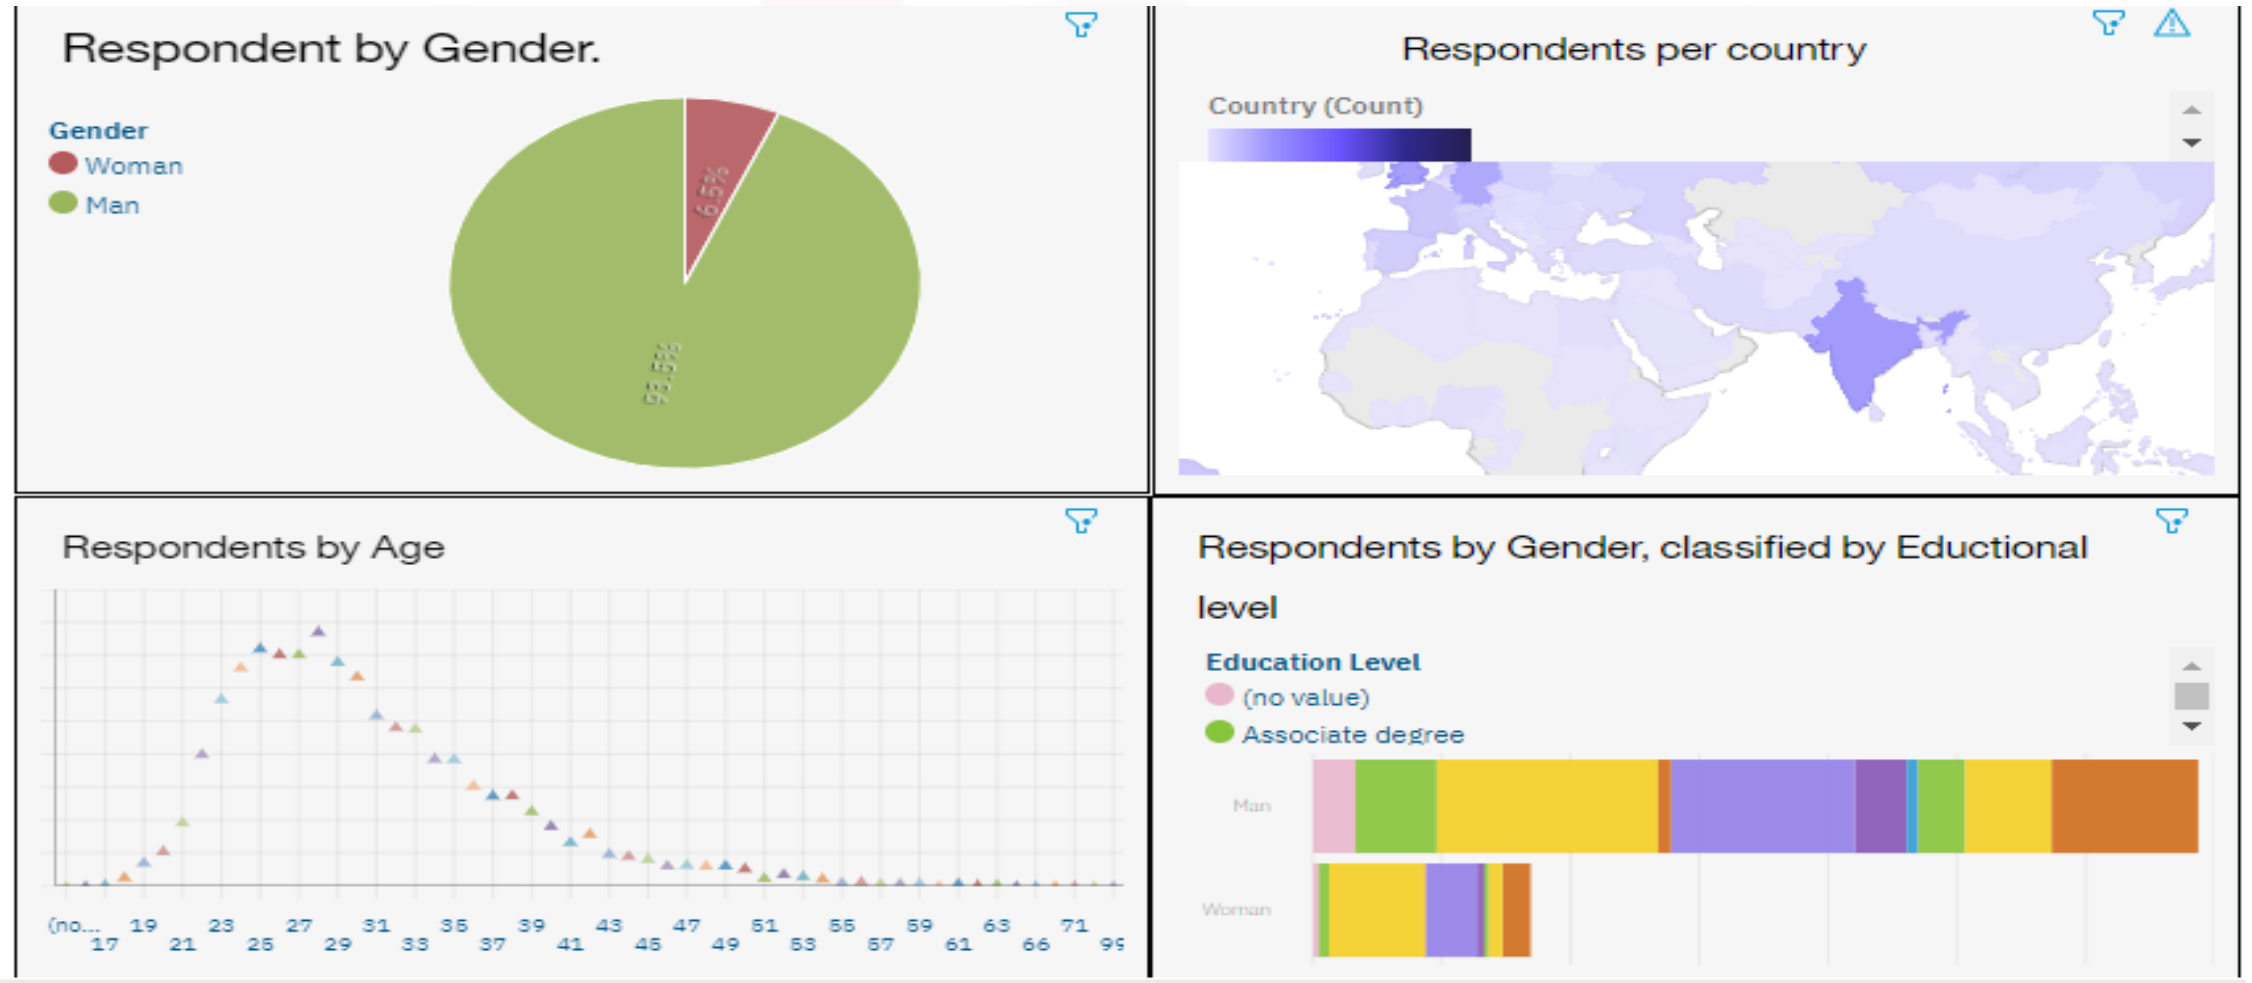 Respondent by Gender.
Gender
Woman
Man
6.5%
93.5%
Respondents per country
Country (Count)
Respondents by Age
(no... 19 23 27 31 35 39 43 47 51 55 59 63 71
17 21 25 29 33 37 41 45 49 53 57 61 66 99
Respondents by Gender, classified by Eductional
level
Education Level
(no value)
Associate degree
Man
Woman